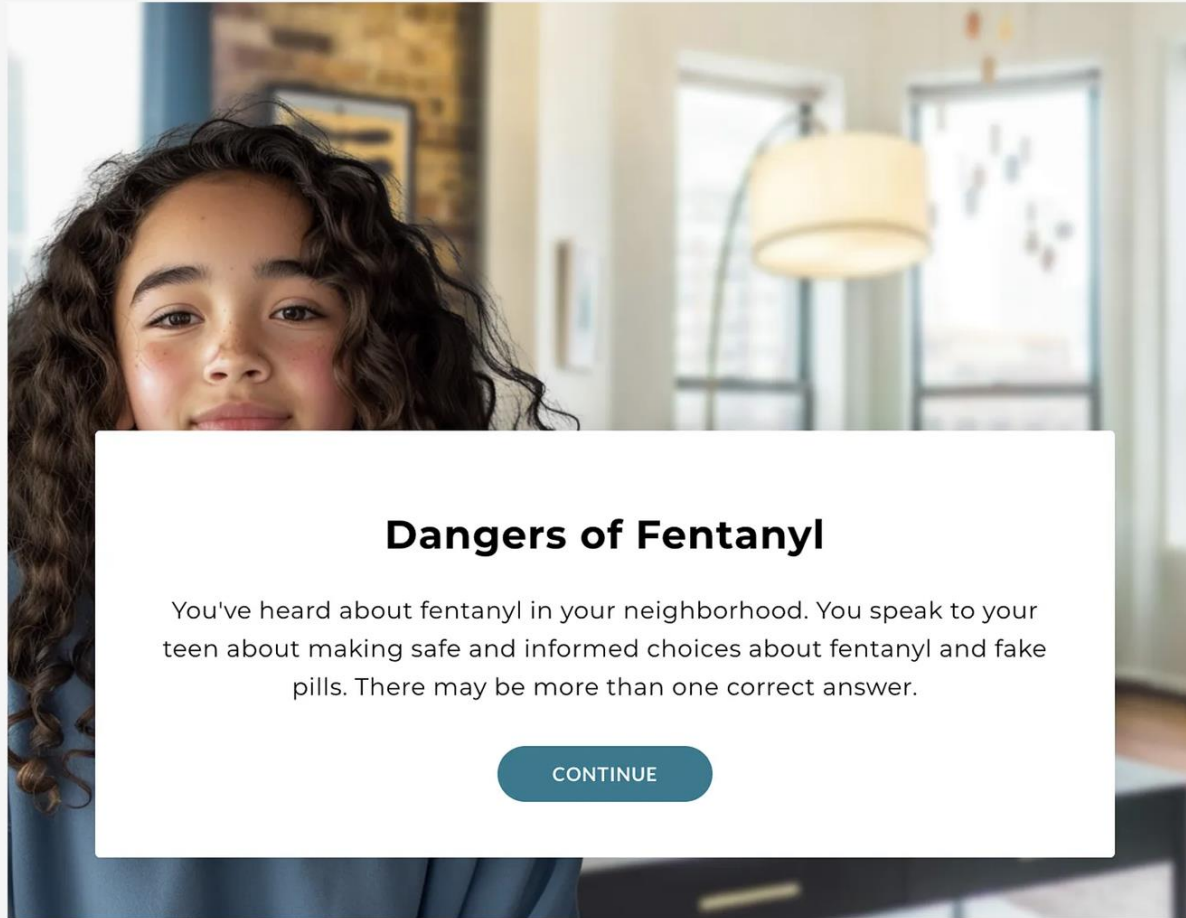 Dangers of Fentanyl
You've heard about fentanyl in your neighborhood. You speak to your
teen about making safe and informed choices about fentanyl and fake
pills. There may be more than one correct answer.
CONTINUE